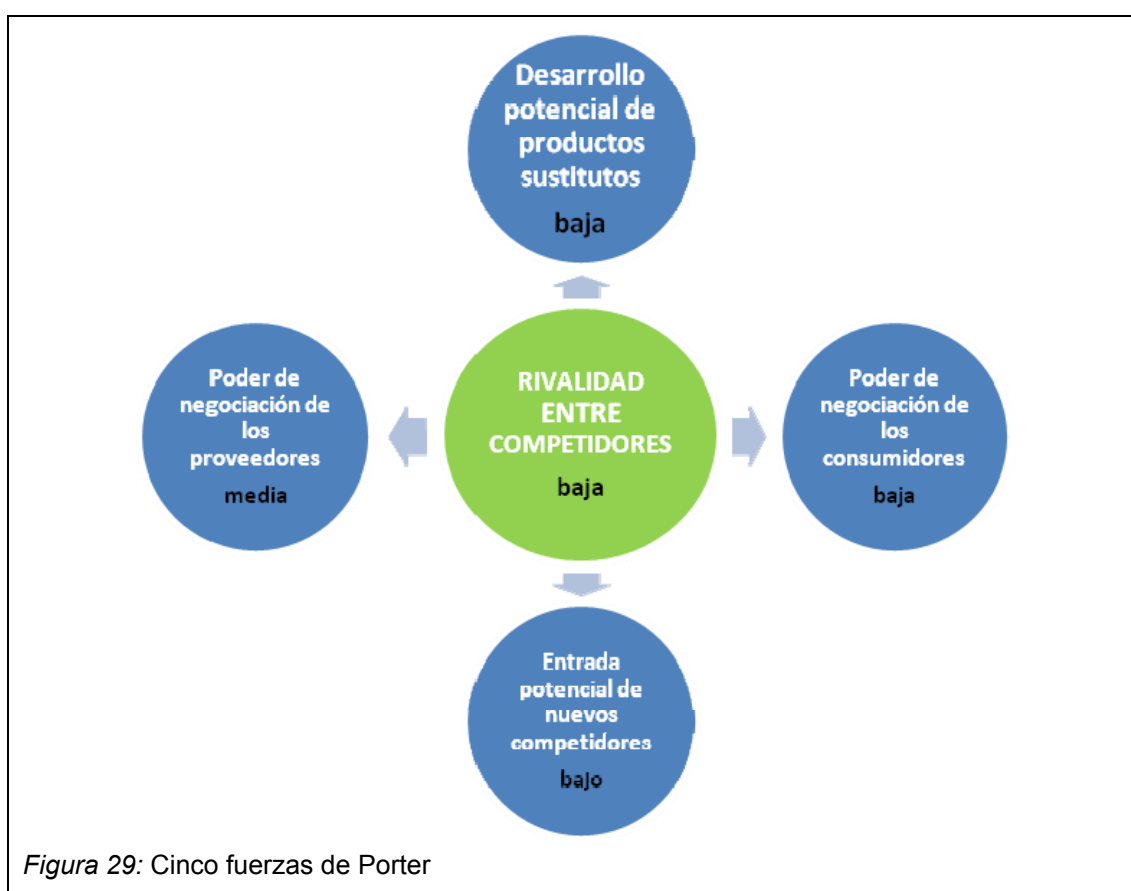 Desarrollo
potencial de
productos
sustitutos
baja
Poder de
negociación de
los
proveedores
media
RIVALIDAD
ENTRE
COMPETIDORES
baja
Poder de
negociación de
los
consumidores
baja
Entrada
potencial de
nuevos
competidores
bajo
Figura 29: Cinco fuerzas de Porter